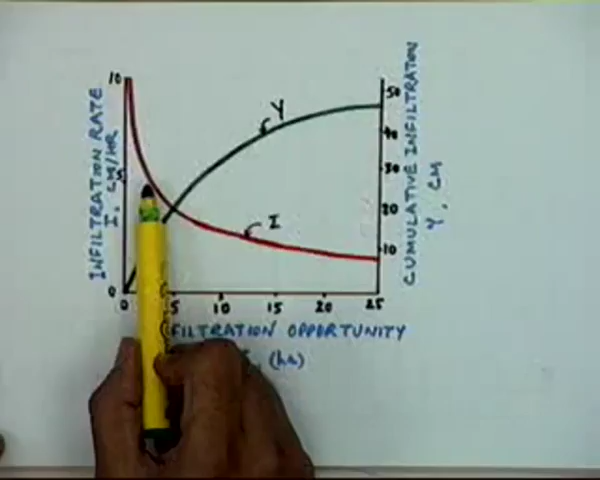 INFILTRATION RATE
I, CM/HR
10
5
0
Y
I
50
40
30
20
10
CUMULATIVE INFILTRATION
Y, CM
0 5 10 15 20 25
FILTRATION OPPORTUNITY
(hr)